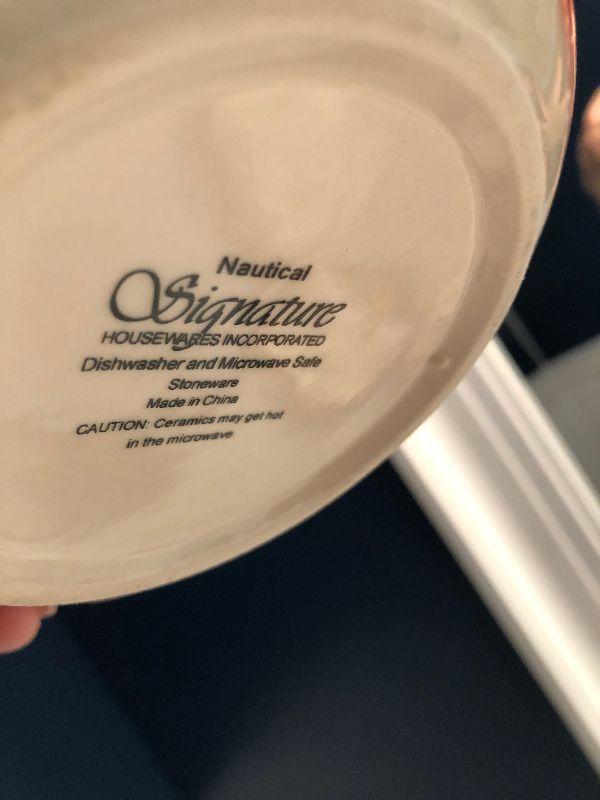 Nautical
Signature
HOUSEWARES INCORPORATED
Dishwasher and Microwave Safe
Stoneware
Made in China
CAUTION: Ceramics may get hot
in the microwave